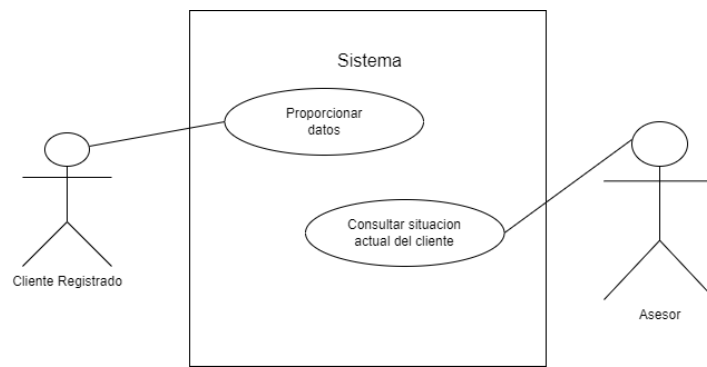 Sistema
Proporcionar
datos
Consultar situacion
actual del cliente
Cliente Registrado
Asesor